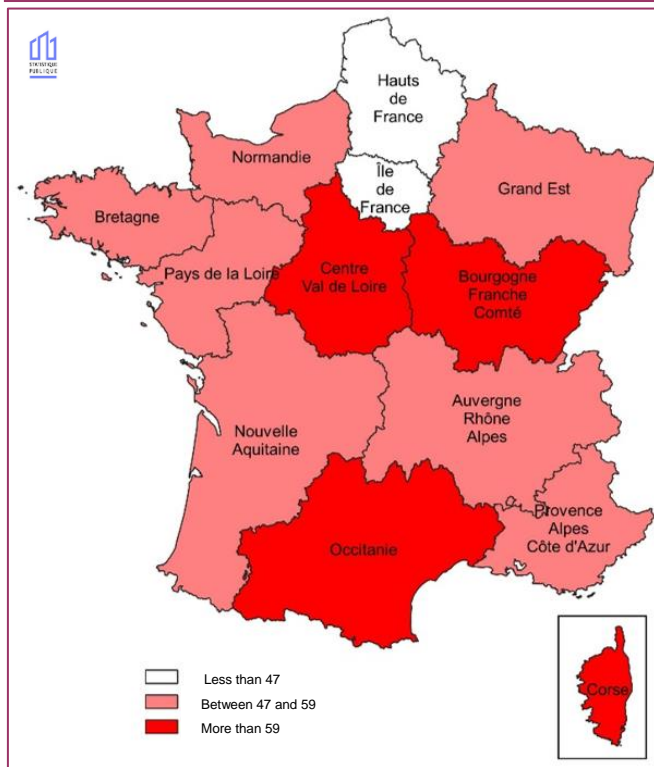 STATISTIQUE
PUBLIQUE
Hauts
de
France
Normandie
Île
de
France
Grand Est
Bretagne
Pays de la Loire
Centre
Val de Loire
Bourgogne
Franche
Comté
Auvergne
Rhône
Alpes
Nouvelle
Aquitaine
Provence
Alpes
Côte d'Azur
Occitanie
Corse
Less than 47
Between 47 and 59
More than 59